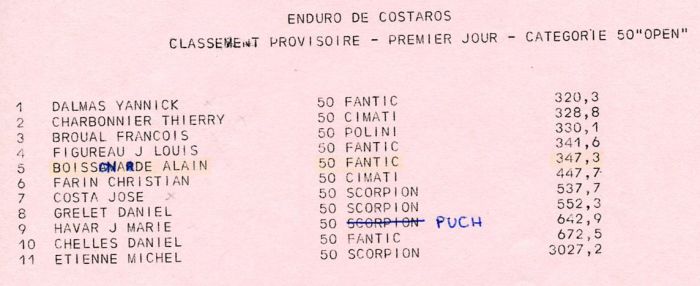 ENDURO DE COSTAROS
CLASSEMENT PROVISOIRE - PREMIER JOUR - CATEGORIE 50"OPEN"
1 DALMAS YANNICK 50 FANTIC 320,3
2 CHARBONNIER THIERRY 50 CIMATI 328,8
3 BROUAL FRANCOIS 50 POLINI 330,1
4 FIGUREAU J LOUIS 50 FANTIC 341,6
5 BOISSONARDE ALAIN 50 FANTIC 347,3
6 FARIN CHRISTIAN 50 CIMATI 447,7
7 COSTA JOSE 50 SCORPION 537,7
8 GRELET DANIEL 50 SCORPION 552,3
9 HAVAR J MARIE 50 SCORPION PUCH 642,9
10 CHELLES DANIEL 50 FANTIC 672,5
11 ETIENNE MICHEL 50 SCORPION 3027,2